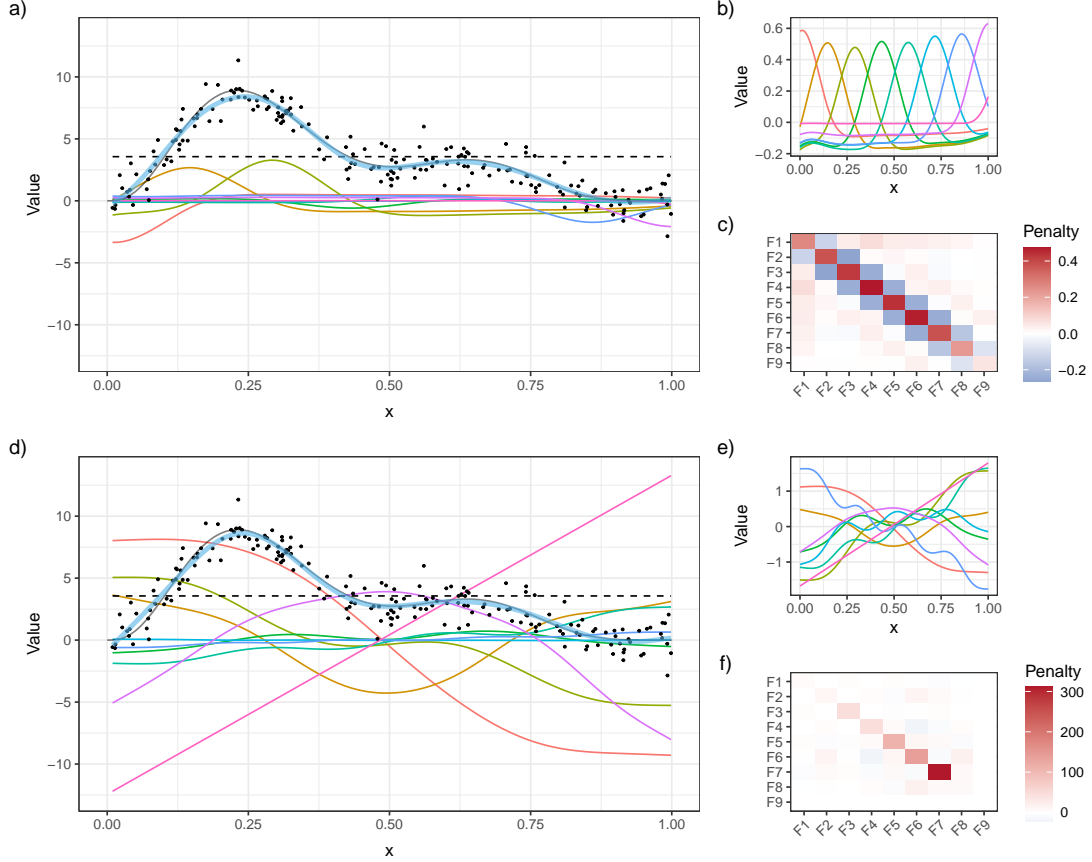 a)
Value
10
5
0
−5
−10
0.00 0.25 0.50 0.75 1.00
x
b)
Value
0.6
0.4
0.2
0.0
−0.2
0.00 0.25 0.50 0.75 1.00
x
c)
F1
F2
F3
F4
F5
F6
F7
F8
F9
F1 F2 F3 F4 F5 F6 F7 F8 F9
Penalty
0.4
0.2
0.0
−0.2
d)
Value
10
5
0
−5
−10
0.00 0.25 0.50 0.75 1.00
x
e)
Value
1
0
−1
0.00 0.25 0.50 0.75 1.00
x
f)
F1
F2
F3
F4
F5
F6
F7
F8
F9
F1 F2 F3 F4 F5 F6 F7 F8 F9
Penalty
300
200
100
0